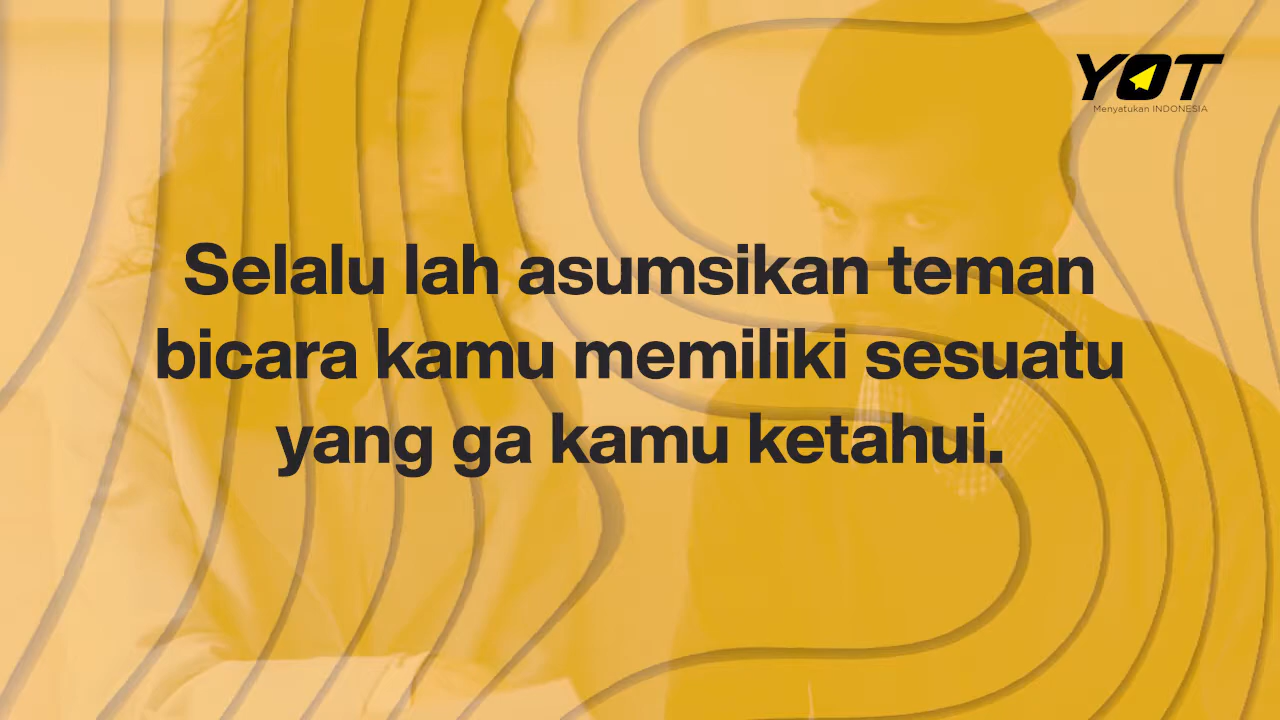 YOT
Menyatukan INDONESIA
Selalu lah asumsikan teman
bicara kamu memiliki sesuatu
yang ga kamu ketahui.